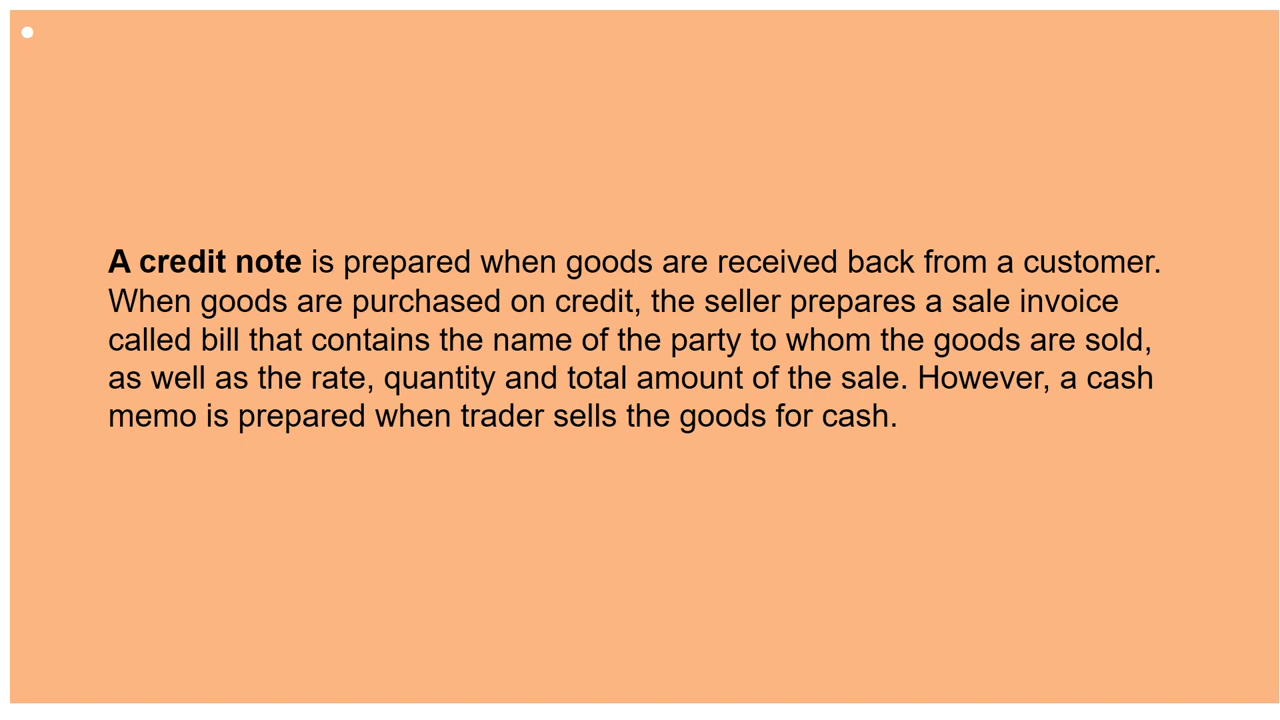 A credit note is prepared when goods are received back from a customer.
When goods are purchased on credit, the seller prepares a sale invoice
called bill that contains the name of the party to whom the goods are sold,
as well as the rate, quantity and total amount of the sale. However, a cash
memo is prepared when trader sells the goods for cash.